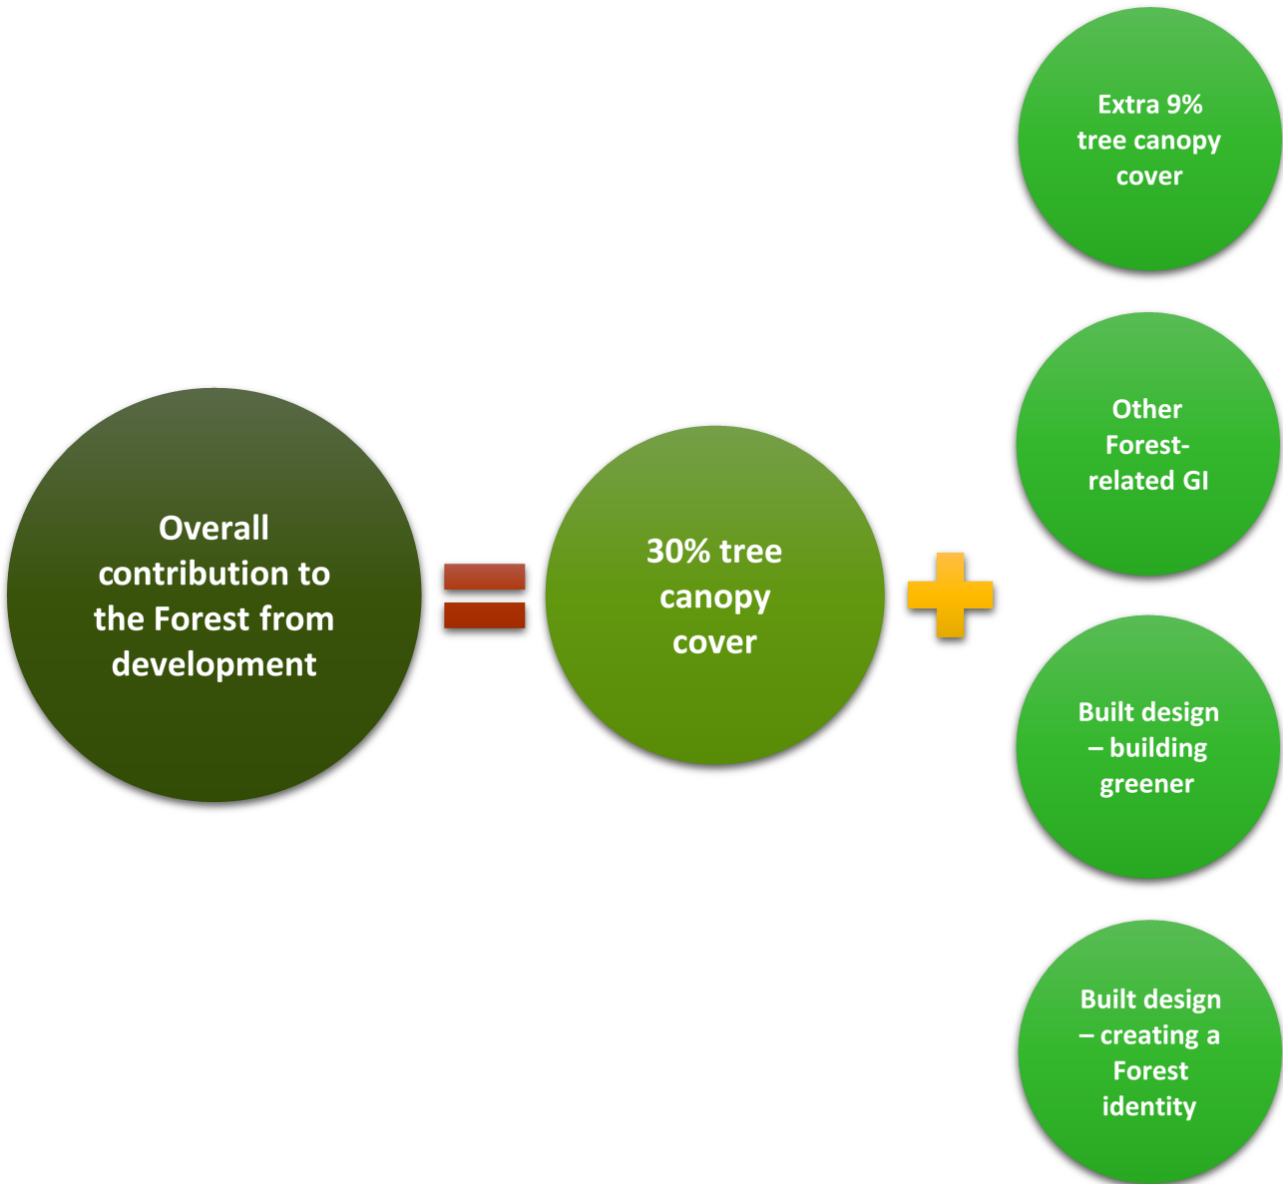 Extra 9%
tree canopy
cover
Other
Forest-
related GI
Overall
contribution to
the Forest from
development
30% tree
canopy
cover
Built design
– building
greener
Built design
– creating a
Forest
identity